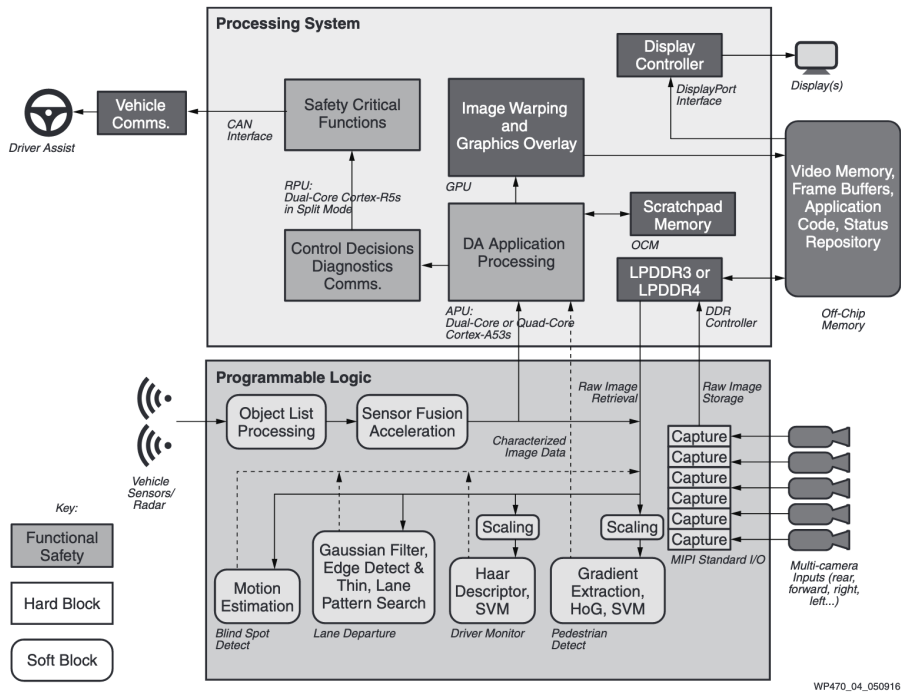 Processing System
Display
Controller
DisplayPort
Interface
Display(s)
Vehicle
Comms.
Driver Assist
CAN
Interface
Safety Critical
Functions
Image Warping
and
Graphics Overlay
GPU
RPU:
Dual-Core Cortex-R5s
in Split Mode
Video Memory,
Frame Buffers,
Application
Code, Status
Repository
Off-Chip
Memory
Scratchpad
Memory
OCM
Control Decisions
Diagnostics
Comms.
DA Application
Processing
LPDDR3 or
LPDDR4
APU:
Dual-Core or Quad-Core
Cortex-A53s
DDR
Controller
Programmable Logic
Raw Image
Retrieval
Raw Image
Storage
Object List
Processing
Sensor Fusion
Acceleration
Characterized
Image Data
Vehicle
Sensors/
Radar
Capture
Capture
Capture
Capture
Capture
Capture
MIPI Standard I/O
Multi-camera
Inputs (rear,
forward, right,
left...)
Scaling
Scaling
Motion
Estimation
Blind Spot
Detect
Gaussian Filter,
Edge Detect &
Thin, Lane
Pattern Search
Lane Departure
Haar
Descriptor,
SVM
Driver Monitor
Gradient
Extraction,
HoG, SVM
Pedestrian
Detect
Key:
Functional
Safety
Hard Block
Soft Block
WP470_04_050916